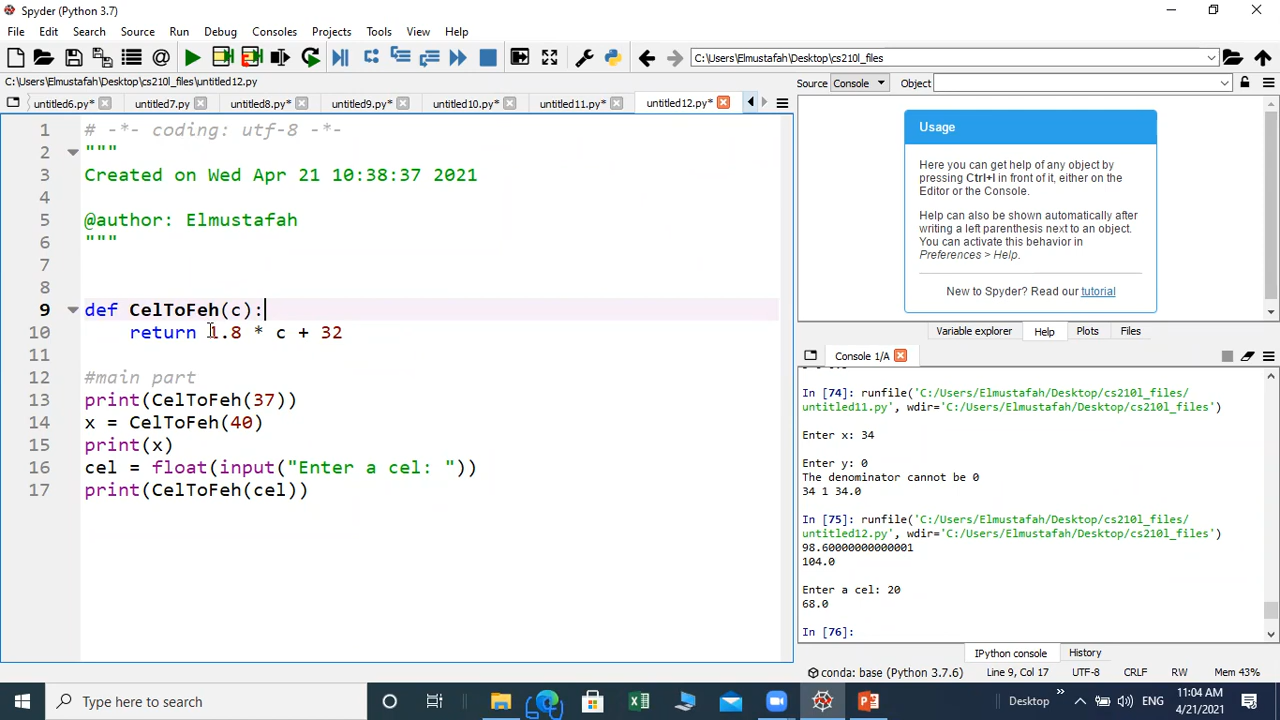 Spyder (Python 3.7)
File Edit Search Source Run Debug Consoles Projects Tools View Help
C:\Users\Elmustafah\Desktop\cs210l_files
C:\Users\Elmustafah\Desktop\cs210l_files\untitled12.py
untitled6.py* untitled7.py untitled8.py* untitled9.py* untitled10.py* untitled11.py* untitled12.py*
1 # -*- coding: utf-8 -*-
2 """
3 Created on Wed Apr 21 10:38:37 2021
4
5 @author: Elmustafah
6 """
7
8
9 def CelToFeh(c):
10 return 1.8 * c + 32
11
12 #main part
13 print(CelToFeh(37))
14 x = CelToFeh(40)
15 print(x)
16 cel = float(input("Enter a cel: "))
17 print(CelToFeh(cel))
Source Console Object
Usage
Here you can get help of any object by
pressing Ctrl+I in front of it, either on the
Editor or the Console.
Help can also be shown automatically after
writing a left parenthesis next to an object.
You can activate this behavior in
Preferences > Help.
New to Spyder? Read our tutorial
Variable explorer Help Plots Files
Console 1/A
In [74]: runfile('C:/Users/Elmustafah/Desktop/cs210l_files/
untitled11.py', wdir='C:/Users/Elmustafah/Desktop/cs210l_files')
Enter x: 34
Enter y: 0
The denominator cannot be 0
34 1 34.0
In [75]: runfile('C:/Users/Elmustafah/Desktop/cs210l_files/
untitled12.py', wdir='C:/Users/Elmustafah/Desktop/cs210l_files')
98.60000000000001
104.0
Enter a cel: 20
68.0
In [76]:
IPython console History
conda: base (Python 3.7.6) Line 9, Col 17 UTF-8 CRLF RW Mem 43%
Type here to search
Desktop
ENG
11:04 AM
4/21/2021